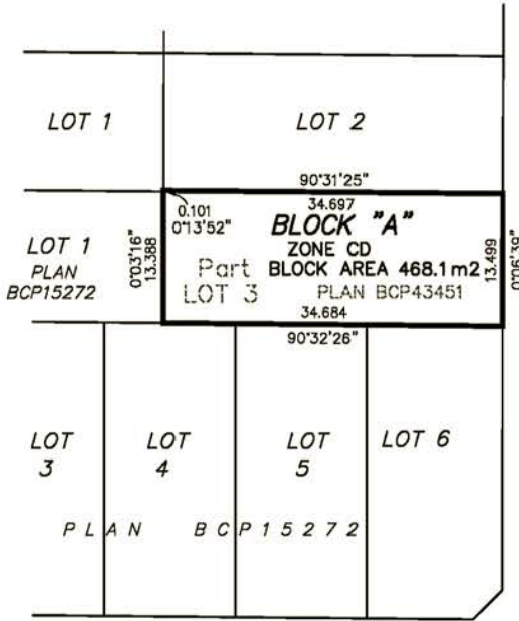 LOT 1
LOT 2
90°31'25"
34.697
0.101
0°13'52"
BLOCK "A"
ZONE CD
BLOCK AREA 468.1 m2
Part
LOT 3
PLAN BCP43451
34.684
90°32'26"
0°03'16"
13.388
13.499
0°06'39"
LOT 1
PLAN
BCP15272
LOT
3
LOT
4
LOT
5
LOT 6
PLAN BCP15272